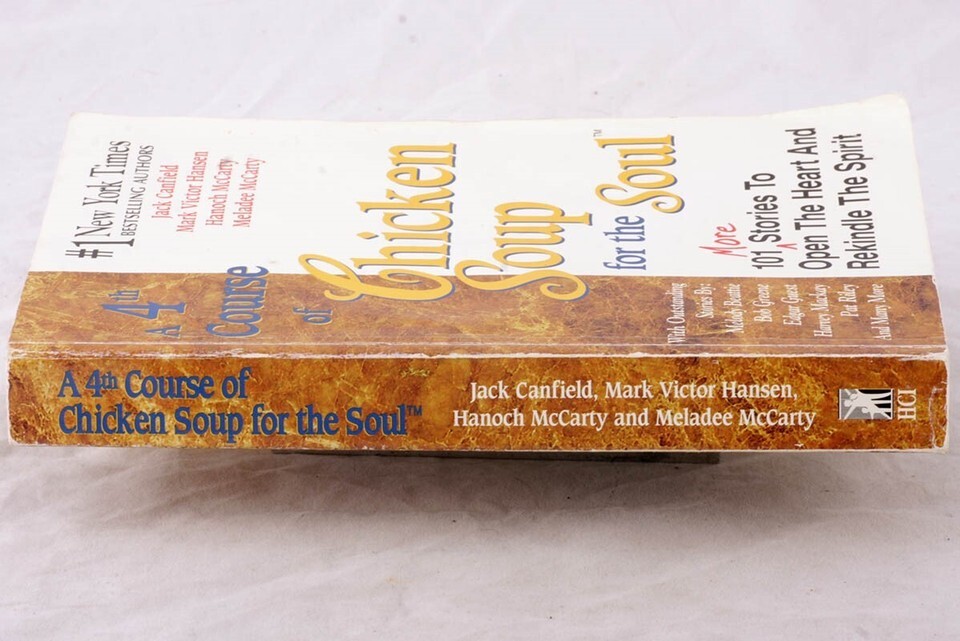 #1 New York Times
BESTSELLING AUTHORS
Jack Canfield
Mark Victor Hansen
Hanoch McCarty
Meladee McCarty
A 4th
Course
of
Chicken
Soup
for the Soul™
More
101 Stories To
Open The Heart And
Rekindle The Spirit
With Outstanding
Stories By:
Melody Beattie
Bob Greene
Edgar Guest
Harvey Mackay
Pat Riley
And Many More
A 4th Course of
Chicken Soup for the Soul™
Jack Canfield, Mark Victor Hansen,
Hanoch McCarty and Meladee McCarty
HCI